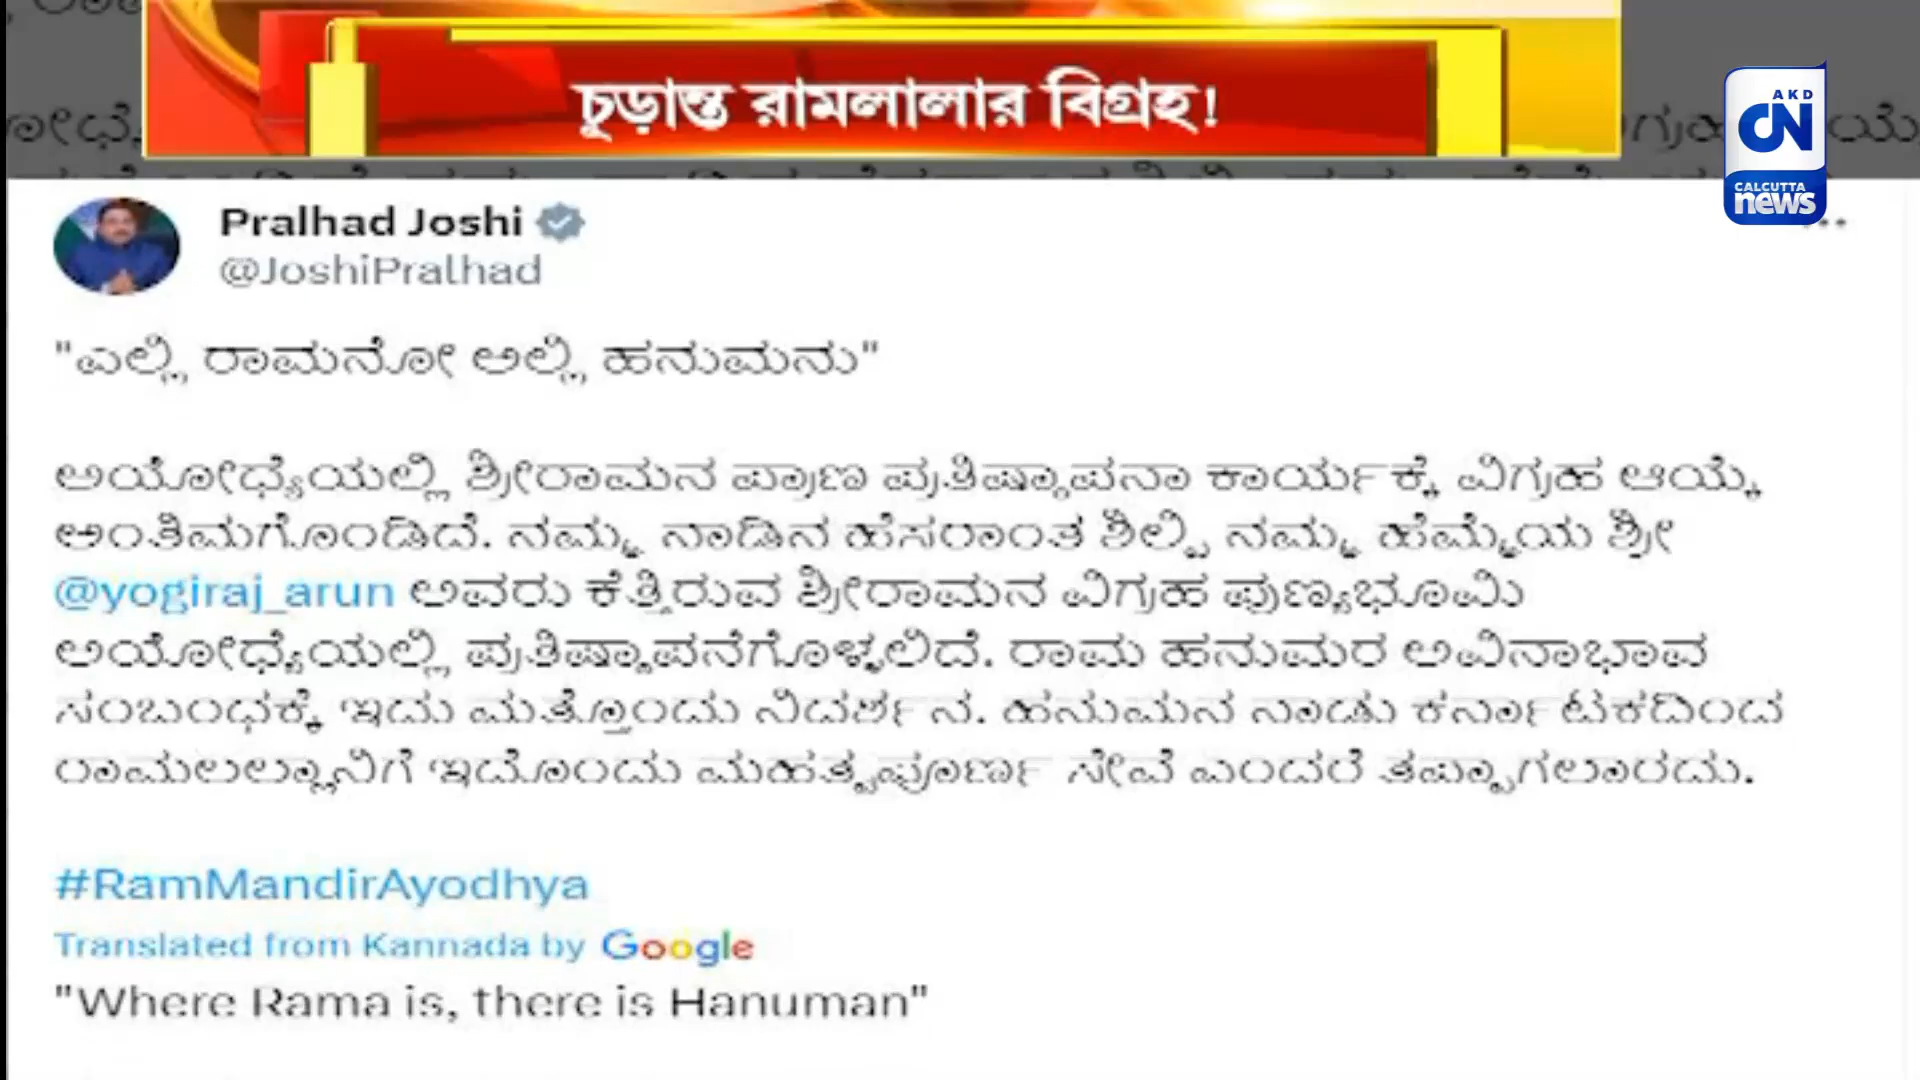 চূড়ান্ত রামলালার বিগ্রহ!
AKD
CN
CALCUTTA
news
Pralhad Joshi
@JoshiPralhad
"ಎಲ್ಲಿ ರಾಮನೋ ಅಲ್ಲಿ ಹನುಮನು"
ಅಯೋಧ್ಯೆಯಲ್ಲಿ ಶ್ರೀರಾಮನ ಪ್ರಾಣ ಪ್ರತಿಷ್ಠಾಪನಾ ಕಾರ್ಯಕ್ಕೆ ವಿಗ್ರಹ ಆಯ್ಕೆ
ಅಂತಿಮಗೊಂಡಿದೆ. ನಮ್ಮ ನಾಡಿನ ಹೆಸರಾಂತ ಶಿಲ್ಪಿ ನಮ್ಮ ಹೆಮ್ಮೆಯ ಶ್ರೀ
@yogiraj_arun ಅವರು ಕೆತ್ತಿರುವ ಶ್ರೀರಾಮನ ವಿಗ್ರಹ ಪುಣ್ಯಭೂಮಿ
ಅಯೋಧ್ಯೆಯಲ್ಲಿ ಪ್ರತಿಷ್ಠಾಪನೆಗೊಳ್ಳಲಿದೆ. ರಾಮ ಹನುಮರ ಅವಿನಾಭಾವ
ಸಂಬಂಧಕ್ಕೆ ಇದು ಮತ್ತೊಂದು ನಿದರ್ಶನ. ಹನುಮನ ನಾಡು ಕರ್ನಾಟಕದಿಂದ
ರಾಮಲಲ್ಲಾನಿಗೆ ಇದೊಂದು ಮಹತ್ವಪೂರ್ಣ ಸೇವೆ ಎಂದರೆ ತಪ್ಪಾಗಲಾರದು.
#RamMandirAyodhya
Translated from Kannada by Google
"Where Rama is, there is Hanuman"